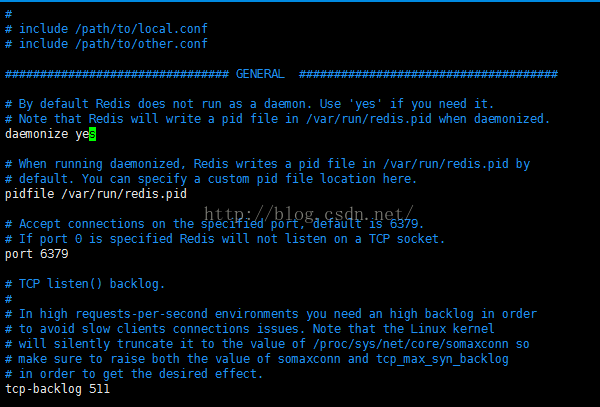 #
# include /path/to/local.conf
# include /path/to/other.conf
################################ GENERAL #####################################
# By default Redis does not run as a daemon. Use 'yes' if you need it.
# Note that Redis will write a pid file in /var/run/redis.pid when daemonized.
daemonize yes
# When running daemonized, Redis writes a pid file in /var/run/redis.pid by
# default. You can specify a custom pid file location here.
pidfile /var/run/redis.pid
http://blog.csdn.net/
# Accept connections on the specified port, default is 6379.
# If port 0 is specified Redis will not listen on a TCP socket.
port 6379
# TCP listen() backlog.
#
# In high requests-per-second environments you need an high backlog in order
# to avoid slow clients connections issues. Note that the Linux kernel
# will silently truncate it to the value of /proc/sys/net/core/somaxconn so
# make sure to raise both the value of somaxconn and tcp_max_syn_backlog
# in order to get the desired effect.
tcp-backlog 511